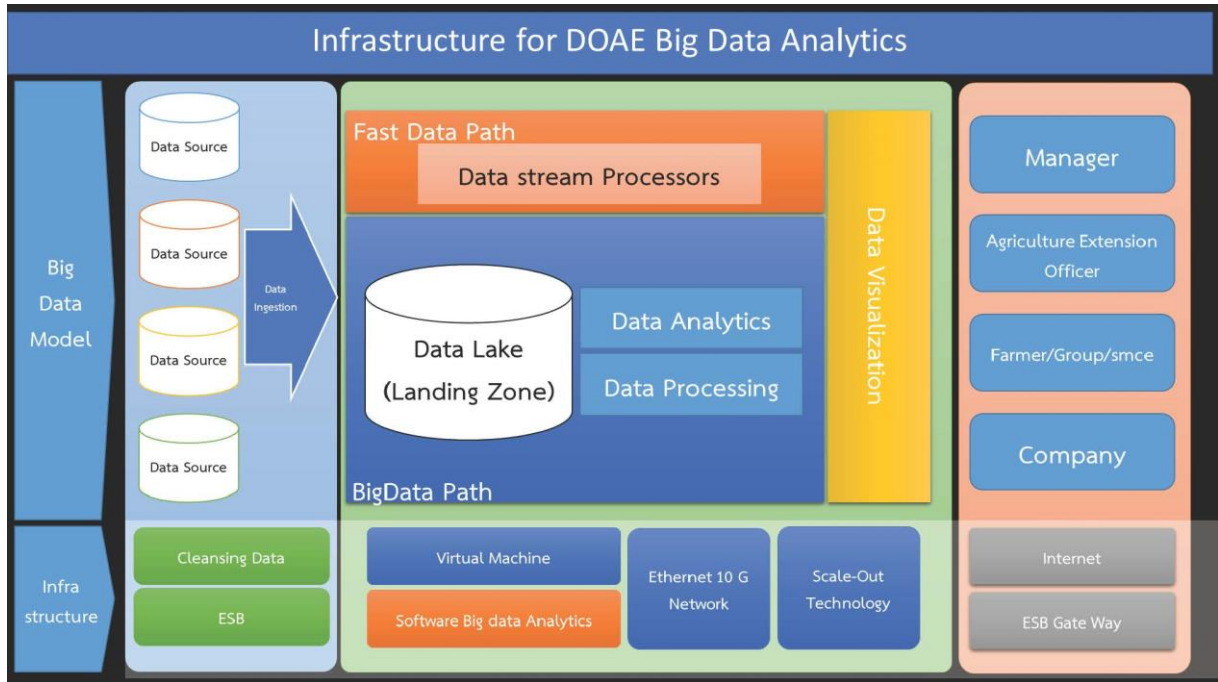 Infrastructure for DOAE Big Data Analytics
Big
Data
Model
Data Source
Data Source
Data Source
Data Source
Data
Ingestion
Fast Data Path
Data stream Processors
Data Lake
(Landing Zone)
Data Analytics
Data Processing
BigData Path
Data Visualization
Manager
Agriculture Extension
Officer
Farmer/Group/smce
Company
Infra
structure
Cleansing Data
ESB
Virtual Machine
Software Big data Analytics
Ethernet 10 G
Network
Scale-Out
Technology
Internet
ESB Gate Way